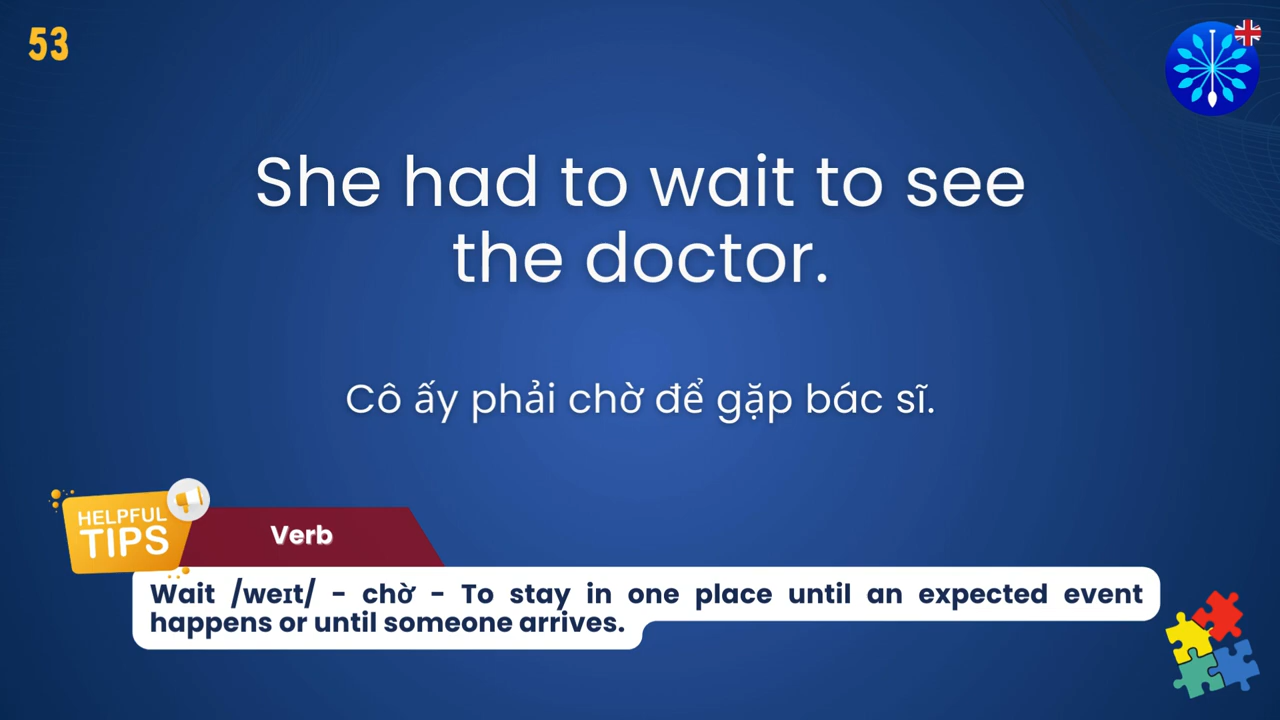 53
She had to wait to see
the doctor.
Cô ấy phải chờ để gặp bác sĩ.
HELPFUL
TIPS
Verb
Wait /weɪt/ - chờ - To stay in one place until an expected event
happens or until someone arrives.